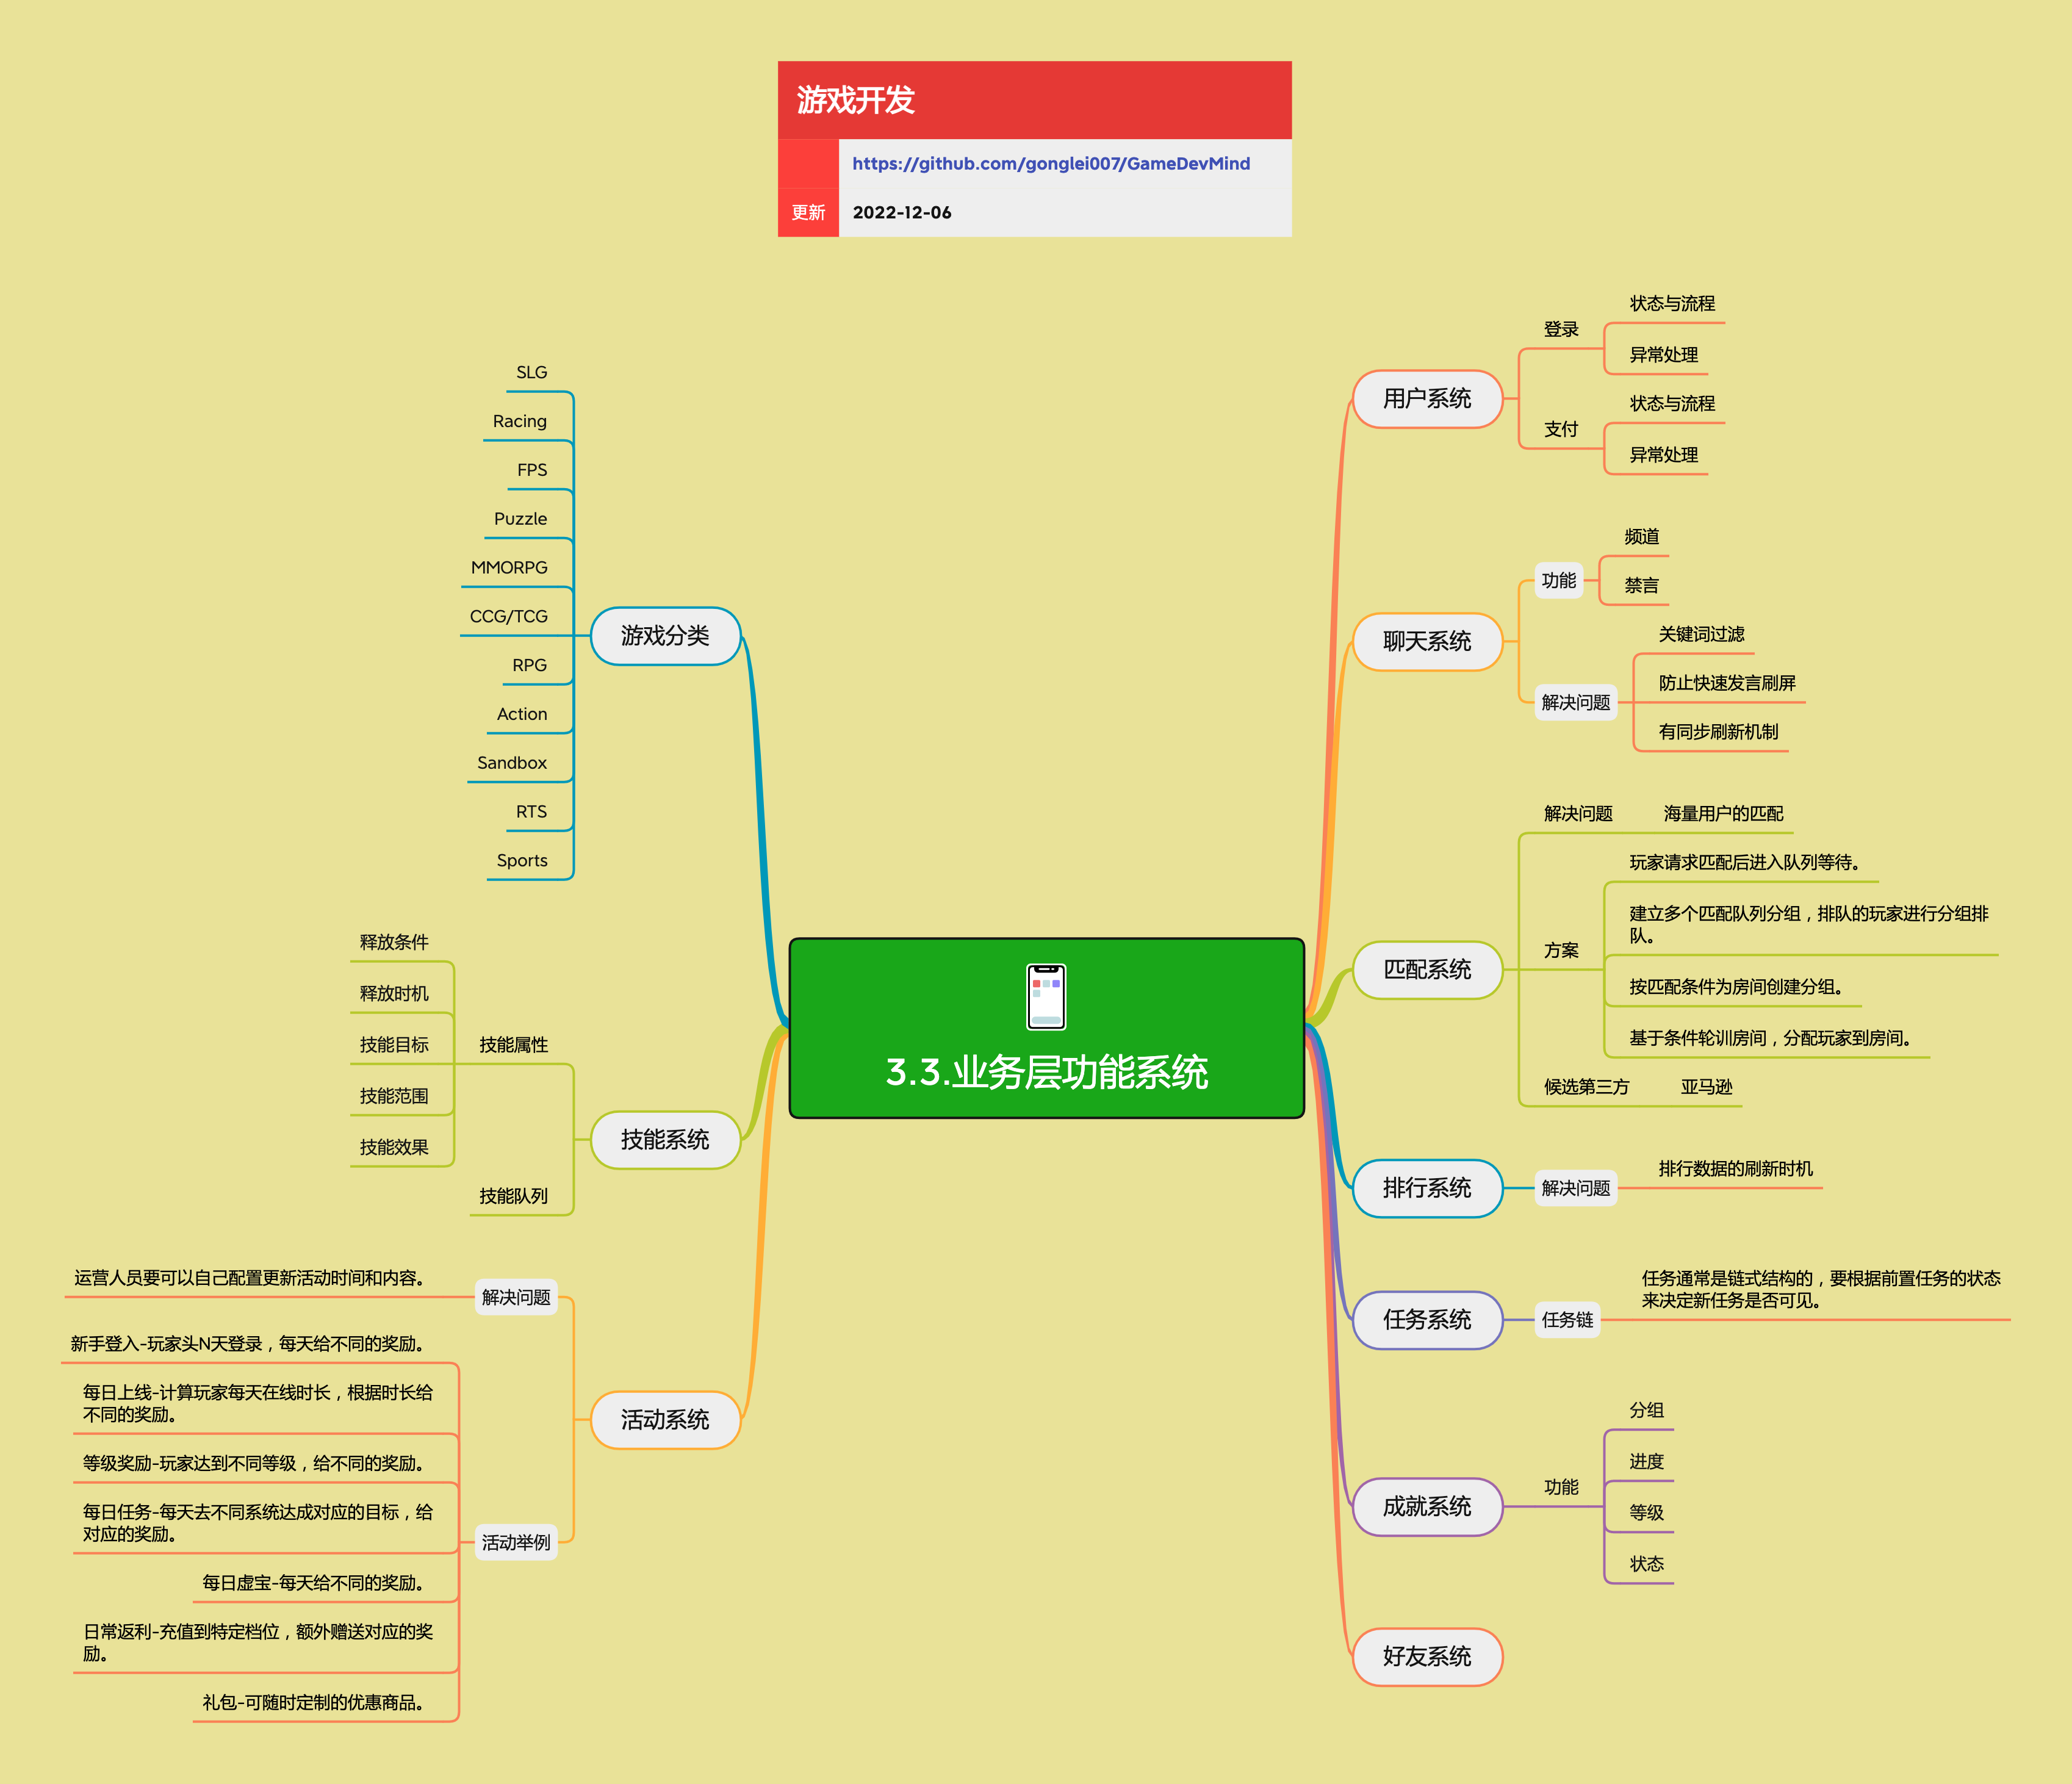 游戏开发
https://github.com/gonglei007/GameDevMind
更新
2022-12-06
3.3.业务层功能系统
用户系统
登录
状态与流程
异常处理
支付
状态与流程
异常处理
聊天系统
功能
频道
禁言
解决问题
关键词过滤
防止快速发言刷屏
有同步刷新机制
匹配系统
解决问题
海量用户的匹配
方案
玩家请求匹配后进入队列等待。
建立多个匹配队列分组，排队的玩家进行分组排
队。
按匹配条件为房间创建分组。
基于条件轮训房间，分配玩家到房间。
候选第三方
亚马逊
排行系统
解决问题
排行数据的刷新时机
任务系统
任务链
任务通常是链式结构的，要根据前置任务的状态
来决定新任务是否可见。
成就系统
功能
分组
进度
等级
状态
好友系统
游戏分类
SLG
Racing
FPS
Puzzle
MMORPG
CCG/TCG
RPG
Action
Sandbox
RTS
Sports
技能系统
技能属性
释放条件
释放时机
技能目标
技能范围
技能效果
技能队列
活动系统
解决问题
运营人员要可以自己配置更新活动时间和内容。
活动举例
新手登入-玩家头N天登录，每天给不同的奖励。
每日上线-计算玩家每天在线时长，根据时长给
不同的奖励。
等级奖励-玩家达到不同等级，给不同的奖励。
每日任务-每天去不同系统达成对应的目标，给
对应的奖励。
每日虚宝-每天给不同的奖励。
日常返利-充值到特定档位，额外赠送对应的奖
励。
礼包-可随时定制的优惠商品。